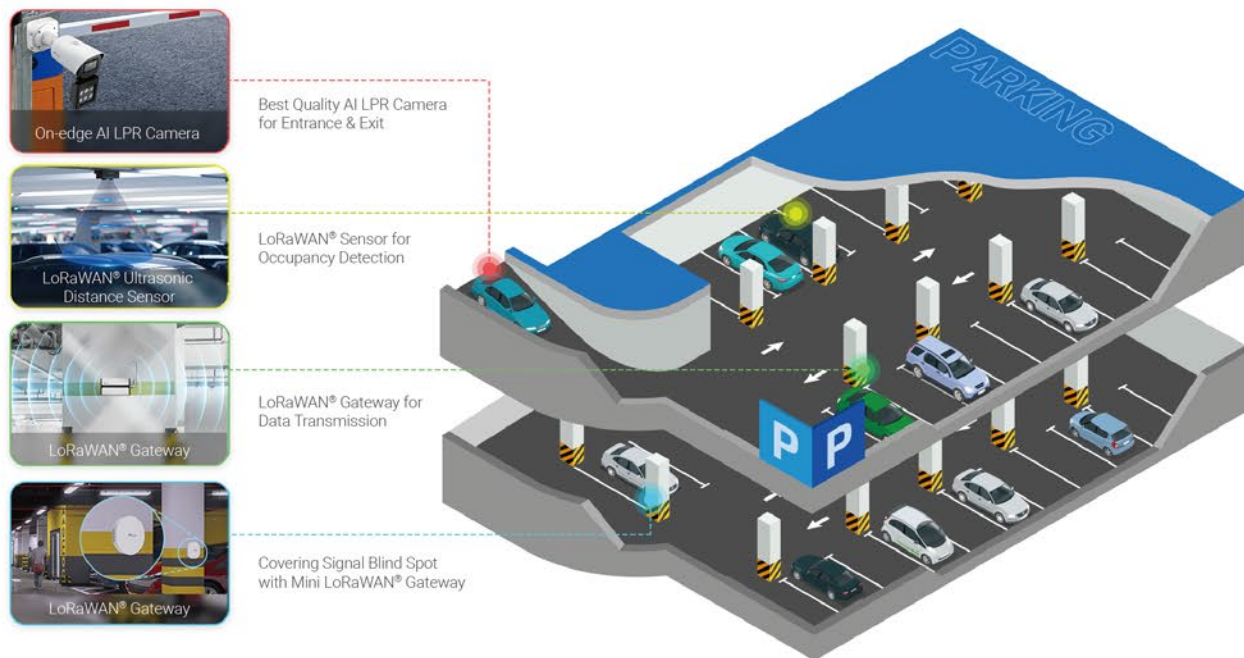 On-edge AI LPR Camera
Best Quality AI LPR Camera
for Entrance & Exit
LoRaWAN® Ultrasonic
Distance Sensor
LoRaWAN® Sensor for
Occupancy Detection
LoRaWAN® Gateway
LoRaWAN® Gateway for
Data Transmission
LoRaWAN® Gateway
Covering Signal Blind Spot
with Mini LoRaWAN® Gateway
PARKING
P
P